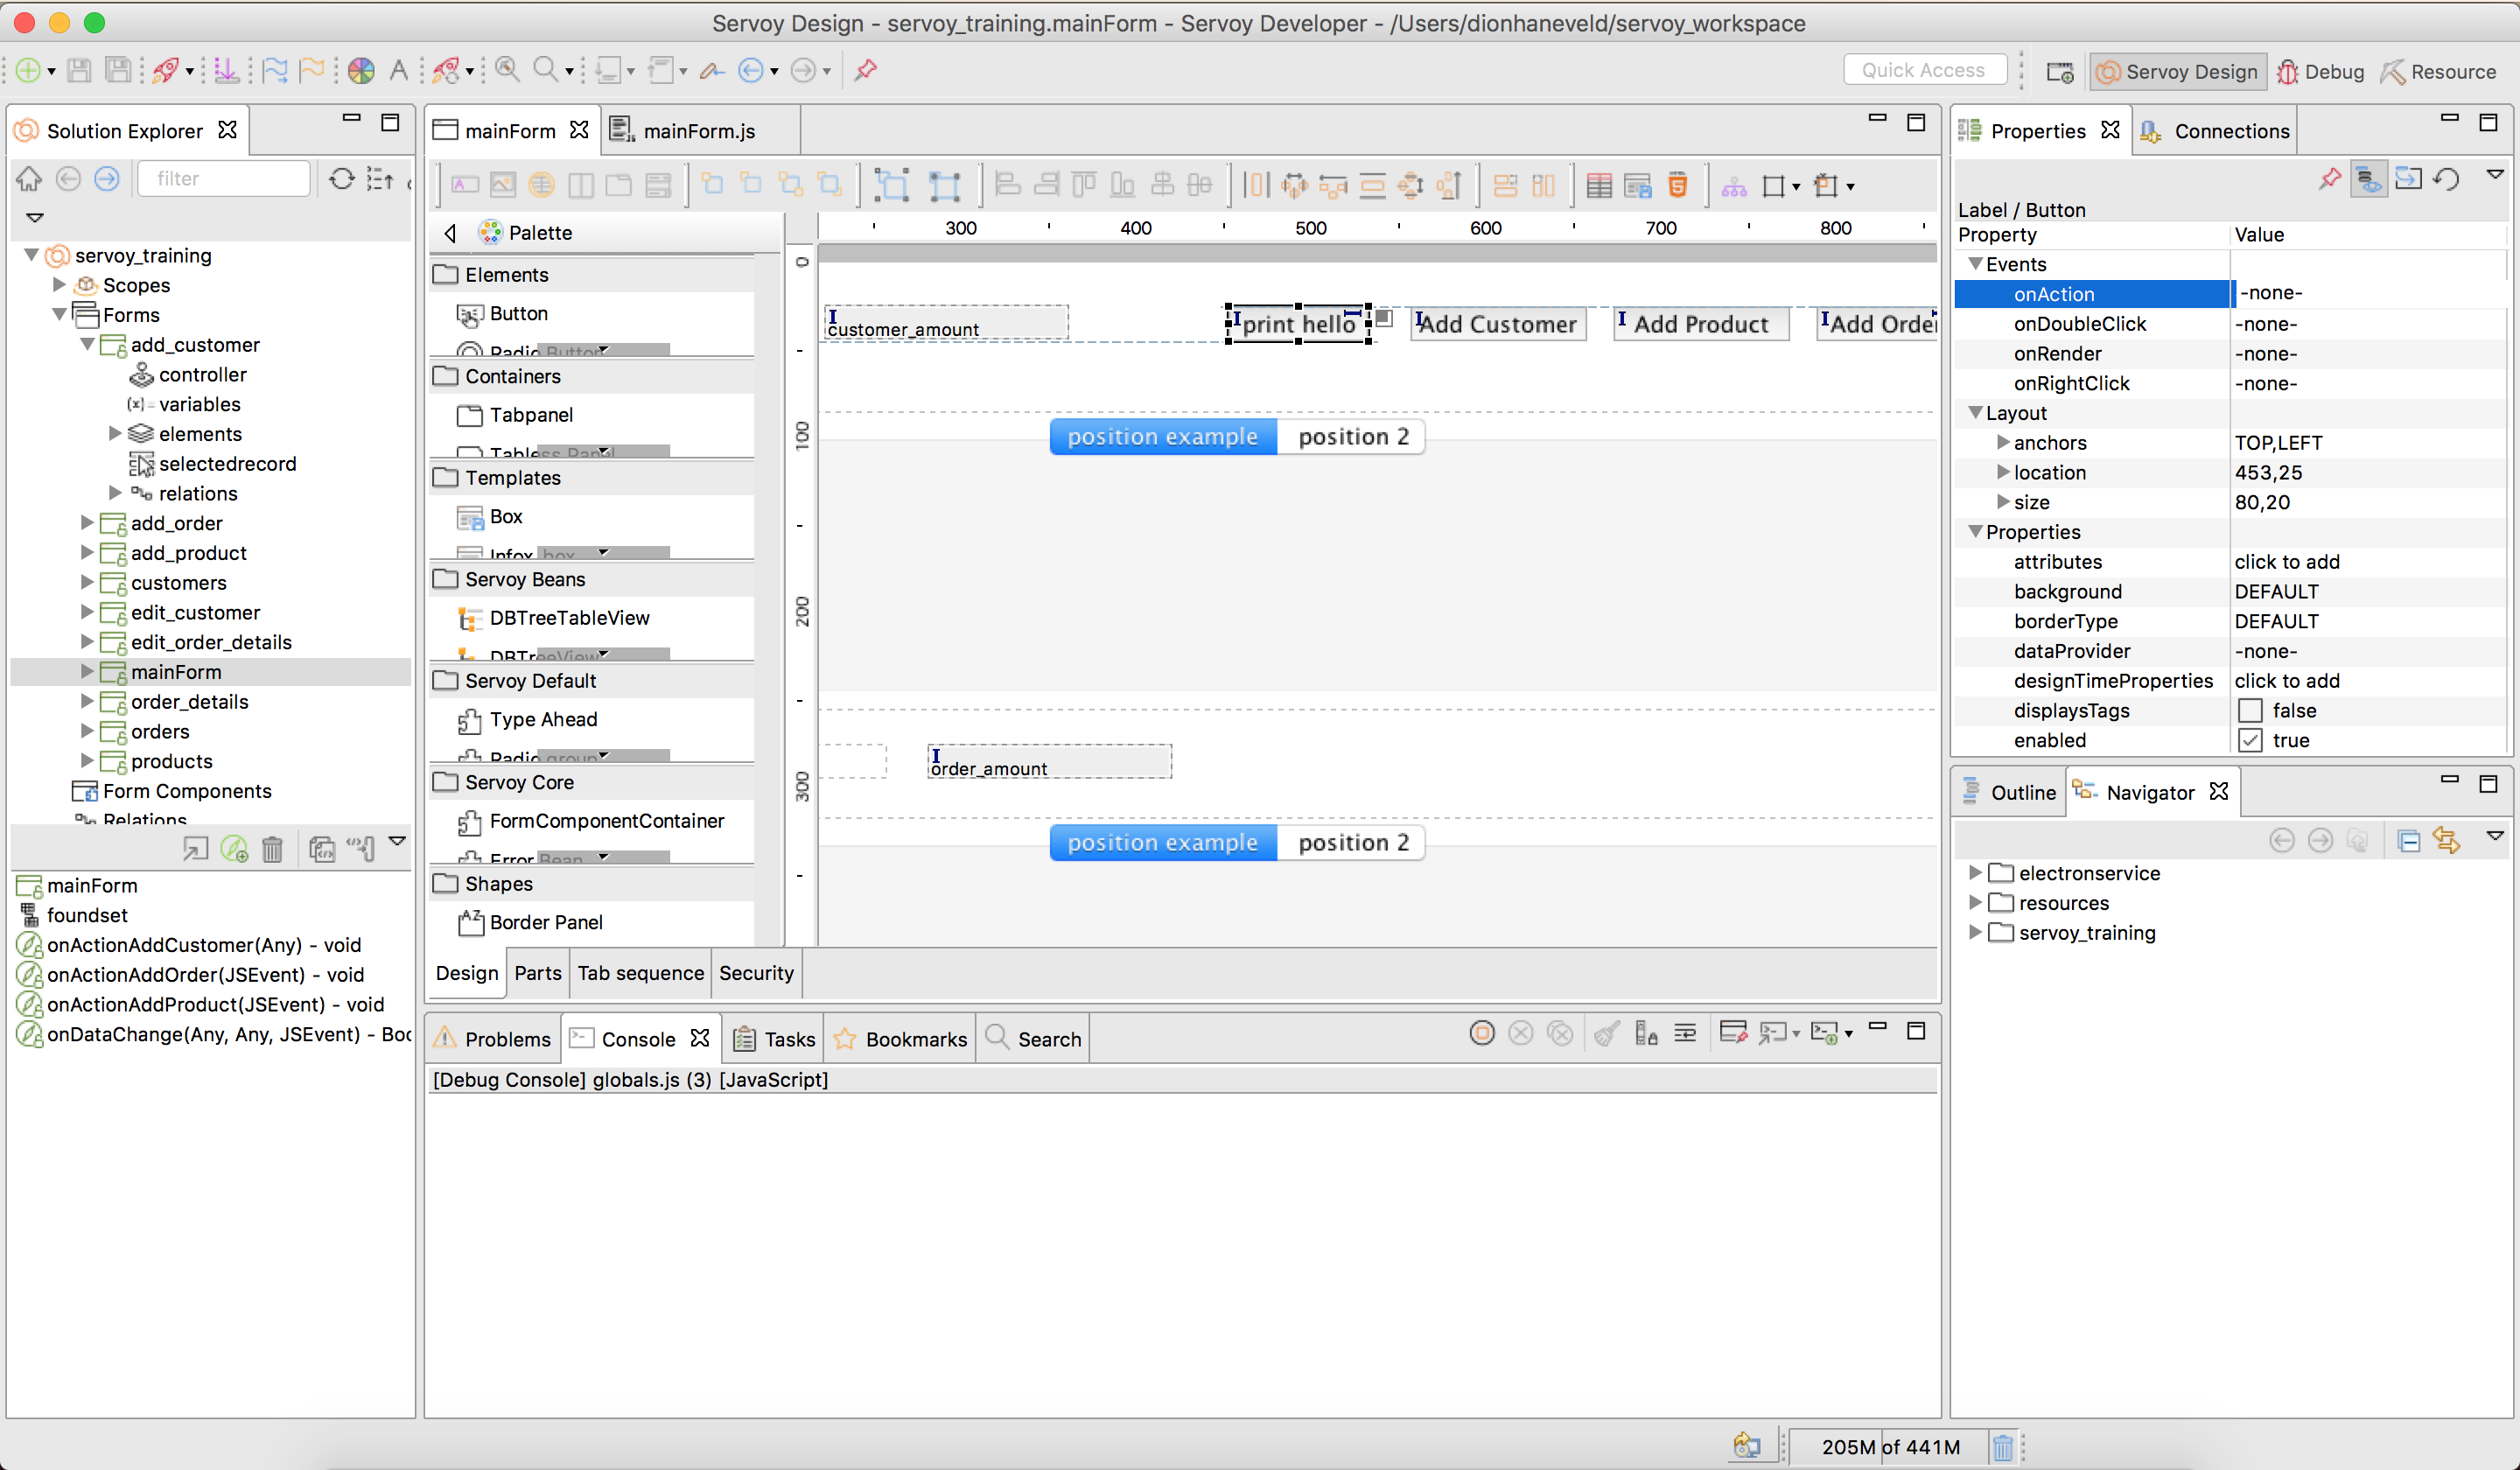 Servoy Design - servoy_training.mainForm - Servoy Developer - /Users/dionhaneveld/servoy_workspace
Quick Access
Servoy Design
Debug
Resource
Solution Explorer
filter
servoy_training
Scopes
Forms
add_customer
controller
variables
elements
selectedrecord
relations
add_order
add_product
customers
edit_customer
edit_order_details
mainForm
order_details
orders
products
Form Components
Relations
mainForm
foundset
onActionAddCustomer(Any) - void
onActionAddOrder(JSEvent) - void
onActionAddProduct(JSEvent) - void
onDataChange(Any, Any, JSEvent) - Boo
mainForm
mainForm.js
Palette
Elements
Button
Radio Button
Containers
Tabpanel
Tabless Panel
Templates
Box
Infox box
Servoy Beans
DBTreeTableView
DBTreeView
Servoy Default
Type Ahead
Radio group
Servoy Core
FormComponentContainer
Error Bean
Shapes
Border Panel
300 400 500 600 700 800
0
100
200
300
customer_amount
print hello
Add Customer
Add Product
Add Order
position example
position 2
order_amount
position example
position 2
Design
Parts
Tab sequence
Security
Problems
Console
Tasks
Bookmarks
Search
[Debug Console] globals.js (3) [JavaScript]
Properties
Connections
Label / Button
Property Value
Events
onAction -none-
onDoubleClick -none-
onRender -none-
onRightClick -none-
Layout
anchors TOP,LEFT
location 453,25
size 80,20
Properties
attributes click to add
background DEFAULT
borderType DEFAULT
dataProvider -none-
designTimeProperties click to add
displaysTags false
enabled true
Outline
Navigator
electronservice
resources
servoy_training
205M of 441M